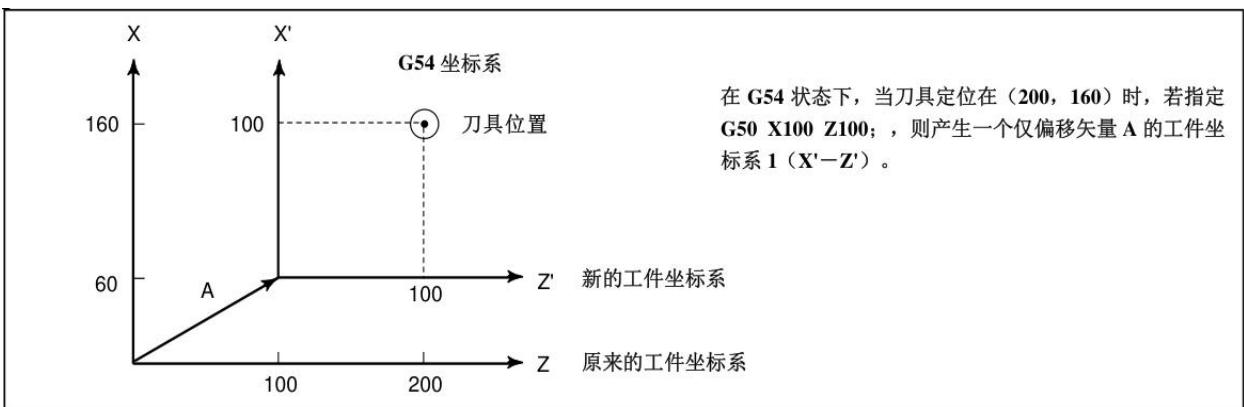 X
X'
G54 坐标系
160
100
刀具位置
在 G54 状态下，当刀具定位在（200，160）时，若指定
G50 X100 Z100；，则产生一个仅偏移矢量 A 的工件坐
标系 1（X'－Z'）。
60
A
100
Z'
新的工件坐标系
100
200
Z
原来的工件坐标系